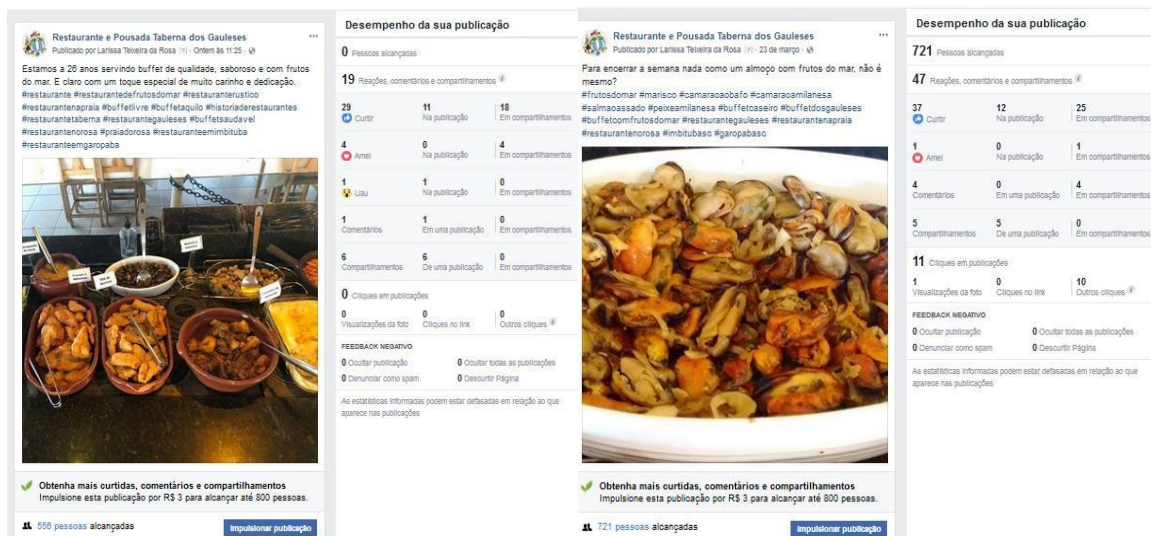 Restaurante e Pousada Taberna dos Gauleses
Publicado por Larissa Teixeira da Rosa [?] · Ontem às 11:25 ·
Estamos a 26 anos servindo buffet de qualidade, saboroso e com frutos
do mar. E claro com um toque especial de muito carinho e dedicação.
#restaurante #restaurantedefrutosdomar #restauranterustico
#restaurantenapraia #buffetlivre #buffetaquilo #historiaderestaurantes
#restaurantetaberna #restaurantegauleses #buffetsaudavel
#restaurantenorosa #praiadorosa #restauranteemimbituba
#restauranteemgaropaba
Obtenha mais curtidas, comentários e compartilhamentos
Impulsione esta publicação por R$ 3 para alcançar até 800 pessoas.
556 pessoas alcançadas
Impulsionar publicação
Desempenho da sua publicação
0 Pessoas alcançadas
19 Reações, comentários e compartilhamentos
29 11 18
Curtir Na publicação Em compartilhamentos
4 0 4
Amei Na publicação Em compartilhamentos
1 1 0
Uau Na publicação Em compartilhamentos
1 1 0
Comentários Em uma publicação Em compartilhamentos
6 6 0
Compartilhamentos De uma publicação Em compartilhamentos
0 Cliques em publicações
0 0 0
Visualizações da foto Cliques no link Outros cliques
FEEDBACK NEGATIVO
0 Ocultar publicação 0 Ocultar todas as publicações
0 Denunciar como spam 0 Descurtir Página
As estatísticas informadas podem estar defasadas em relação ao que
aparece nas publicações
Restaurante e Pousada Taberna dos Gauleses
Publicado por Larissa Teixeira da Rosa [?] · 23 de março ·
Para encerrar a semana nada como um almoço com frutos do mar, não é
mesmo?
#frutosdomar #marisco #camaraoaobafo #camaraoamilanesa
#salmaoassado #peixeamilanesa #buffetcaseiro #buffetdosgauleses
#buffetcomfrutosdomar #restaurantegauleses #restaurantenapraia
#restaurantenorosa #imbitubasc #garopabasc
Obtenha mais curtidas, comentários e compartilhamentos
Impulsione esta publicação por R$ 3 para alcançar até 800 pessoas.
721 pessoas alcançadas
Impulsionar publicação
Desempenho da sua publicação
721 Pessoas alcançadas
47 Reações, comentários e compartilhamentos
37 12 25
Curtir Na publicação Em compartilhamentos
1 0 1
Amei Na publicação Em compartilhamentos
4 0 4
Comentários Em uma publicação Em compartilhamentos
5 5 0
Compartilhamentos De uma publicação Em compartilhamentos
11 Cliques em publicações
1 0 10
Visualizações da foto Cliques no link Outros cliques
FEEDBACK NEGATIVO
0 Ocultar publicação 0 Ocultar todas as publicações
0 Denunciar como spam 0 Descurtir Página
As estatísticas informadas podem estar defasadas em relação ao que
aparece nas publicações